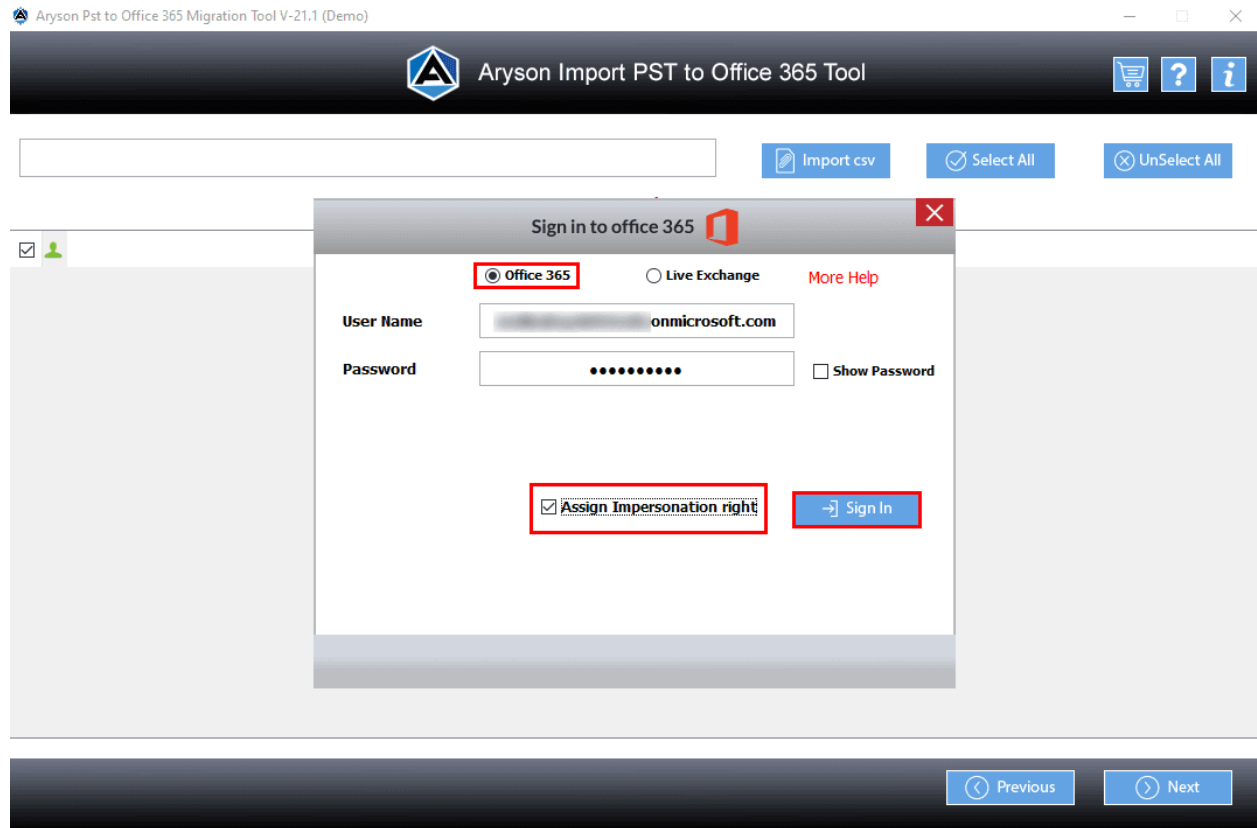 Aryson Pst to Office 365 Migration Tool V-21.1 (Demo)
Aryson Import PST to Office 365 Tool
Import csv
Select All
UnSelect All
Sign in to office 365
Office 365
Live Exchange
More Help
User Name
onmicrosoft.com
Password
Show Password
Assign Impersonation right
Sign In
Previous
Next